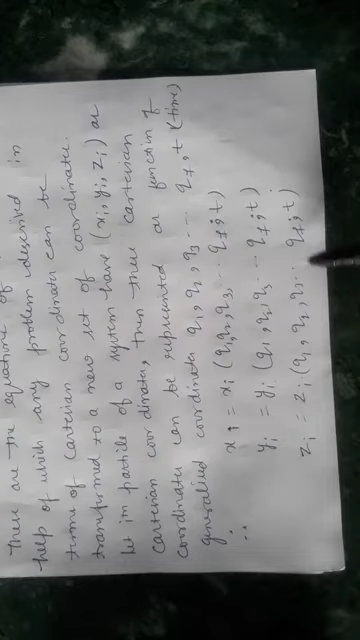 These are the equations of
help of which any problem described in
terms of Cartesian coordinates can be
transformed to a new set of coordinates.
let im particle of a system have (xi, yi, zi) as
Cartesian coordinates, then these cartesian
coordinates can be represented as function of
generalised coordinates q1, q2, q3 ... qf, t (time)
∴ xi = xi (q1, q2, q3, ... qf; t)
yi = yi (q1, q2, q3 ... qf; t)
zi = zi (q1, q2, q3 ... qf, t)